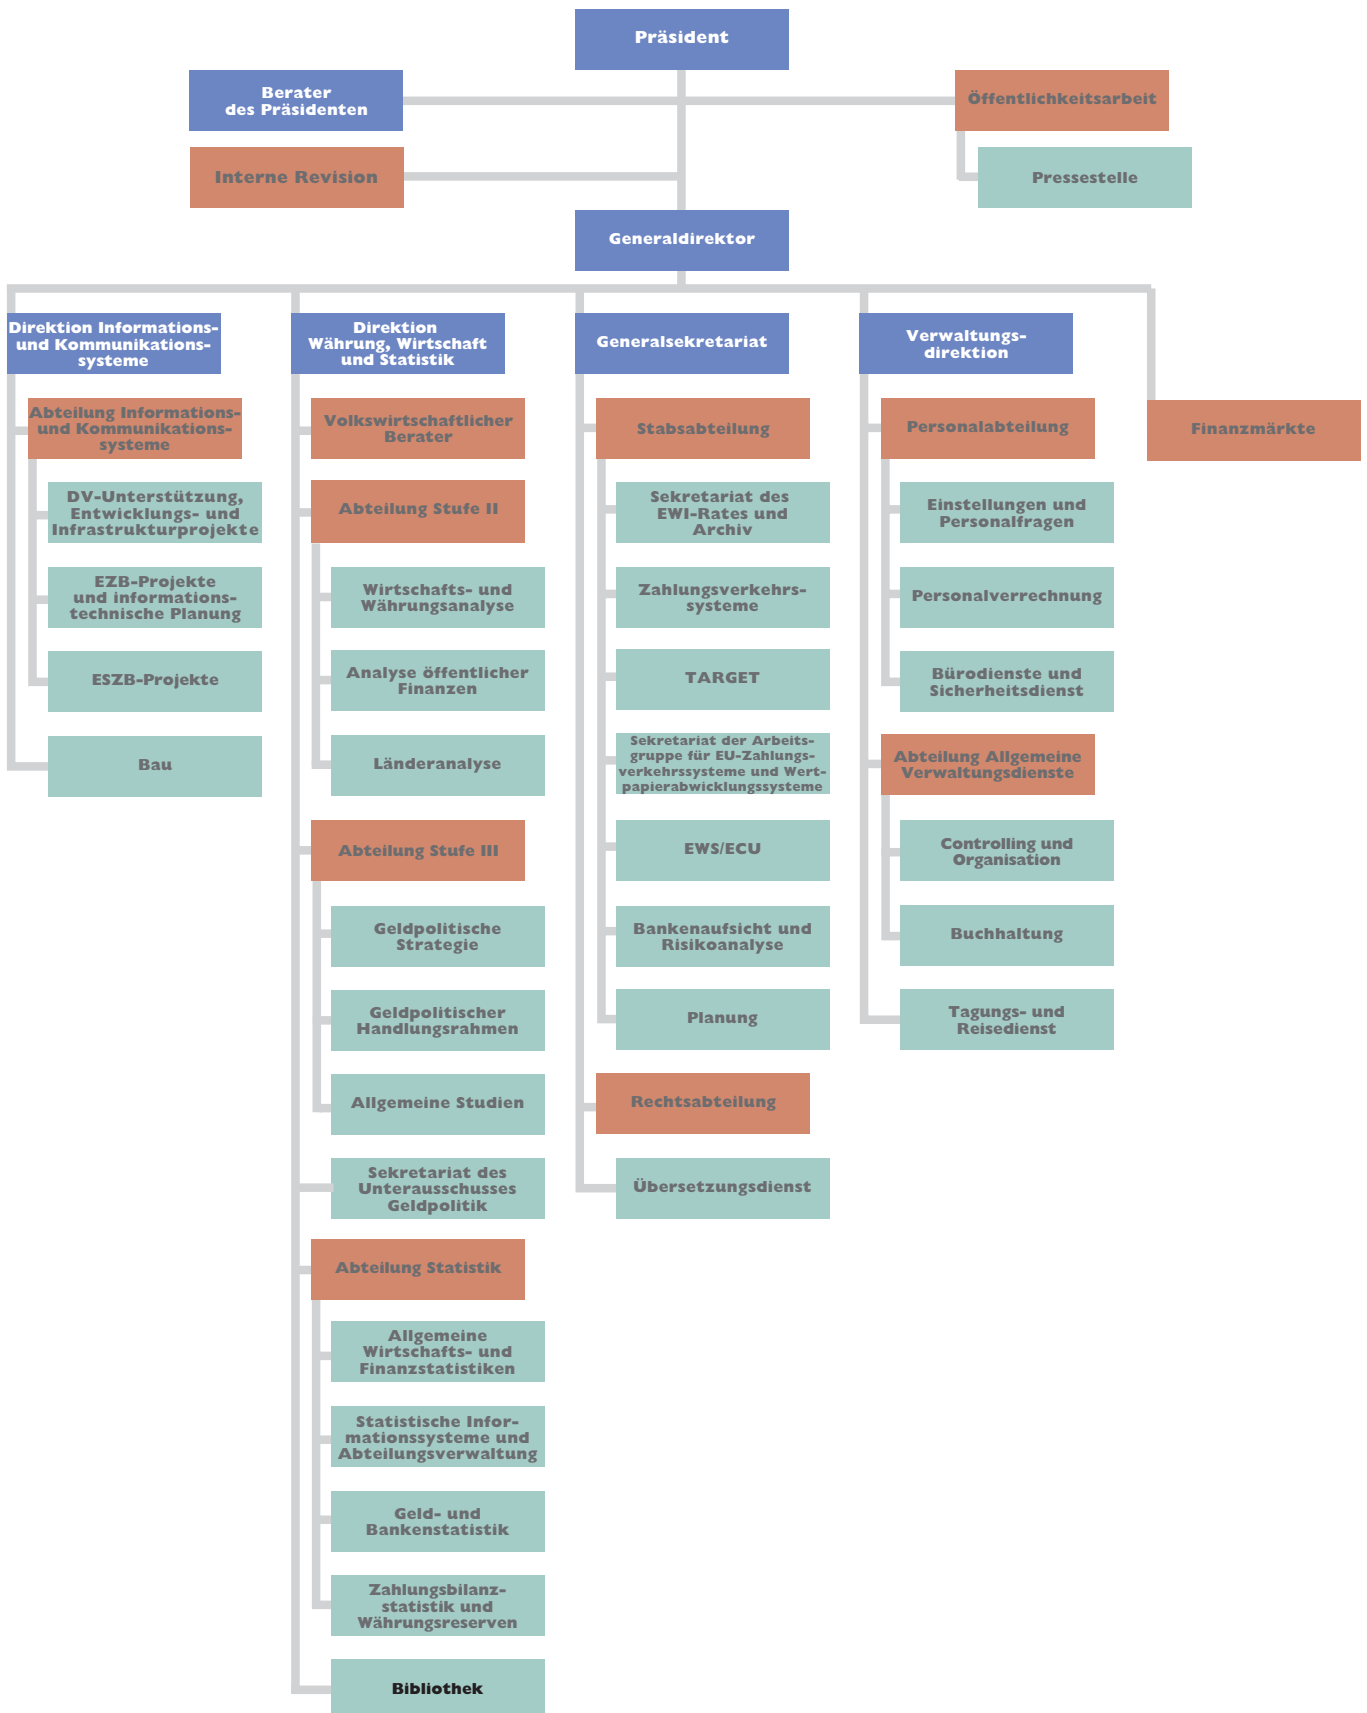 Präsident
Berater
des Präsidenten
Öffentlichkeitsarbeit
Interne Revision
Pressestelle
Generaldirektor
Direktion Informations-
und Kommunikations-
systeme
Abteilung Informations-
und Kommunikations-
systeme
DV-Unterstützung,
Entwicklungs- und
Infrastrukturprojekte
EZB-Projekte
und informations-
technische Planung
ESZB-Projekte
Bau
Direktion
Währung, Wirtschaft
und Statistik
Volkswirtschaftlicher
Berater
Abteilung Stufe II
Wirtschafts- und
Währungsanalyse
Analyse öffentlicher
Finanzen
Länderanalyse
Abteilung Stufe III
Geldpolitische
Strategie
Geldpolitischer
Handlungsrahmen
Allgemeine Studien
Sekretariat des
Unterausschusses
Geldpolitik
Abteilung Statistik
Allgemeine
Wirtschafts- und
Finanzstatistiken
Statistische Infor-
mationssysteme und
Abteilungsverwaltung
Geld- und
Bankenstatistik
Zahlungsbilanz-
statistik und
Währungsreserven
Bibliothek
Generalsekretariat
Stabsabteilung
Sekretariat des
EWI-Rates und
Archiv
Zahlungsverkehrs-
systeme
TARGET
Sekretariat der Arbeits-
gruppe für EU-Zahlungs-
verkehrssysteme und Wert-
papierabwicklungssysteme
EWS/ECU
Bankenaufsicht und
Risikoanalyse
Planung
Rechtsabteilung
Übersetzungsdienst
Verwaltungs-
direktion
Personalabteilung
Einstellungen und
Personalfragen
Personalverrechnung
Bürodienste und
Sicherheitsdienst
Abteilung Allgemeine
Verwaltungsdienste
Controlling und
Organisation
Buchhaltung
Tagungs- und
Reisedienst
Finanzmärkte